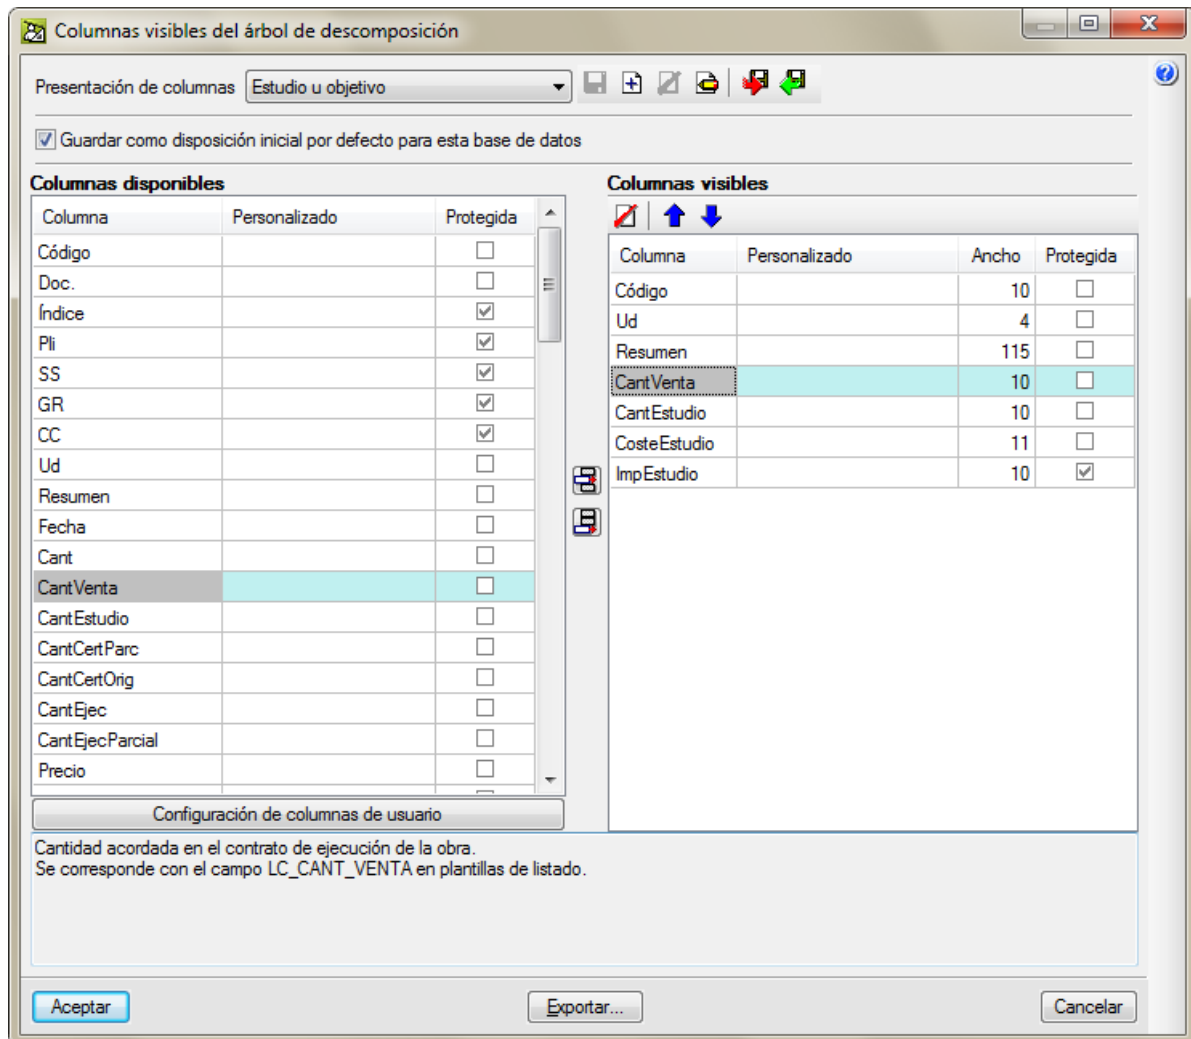 Columnas visibles del árbol de descomposición
Presentación de columnas Estudio u objetivo
Guardar como disposición inicial por defecto para esta base de datos
Columnas disponibles
Columna Personalizado Protegida
Código
Doc.
Índice
Pli
SS
GR
CC
Ud
Resumen
Fecha
Cant
CantVenta
CantEstudio
CantCertParc
CantCertOrig
CantEjec
CantEjecParcial
Precio
Configuración de columnas de usuario
Columnas visibles
Columna Personalizado Ancho Protegida
Código 10
Ud 4
Resumen 115
CantVenta 10
CantEstudio 10
CosteEstudio 11
ImpEstudio 10
Cantidad acordada en el contrato de ejecución de la obra.
Se corresponde con el campo LC_CANT_VENTA en plantillas de listado.
Aceptar Exportar... Cancelar